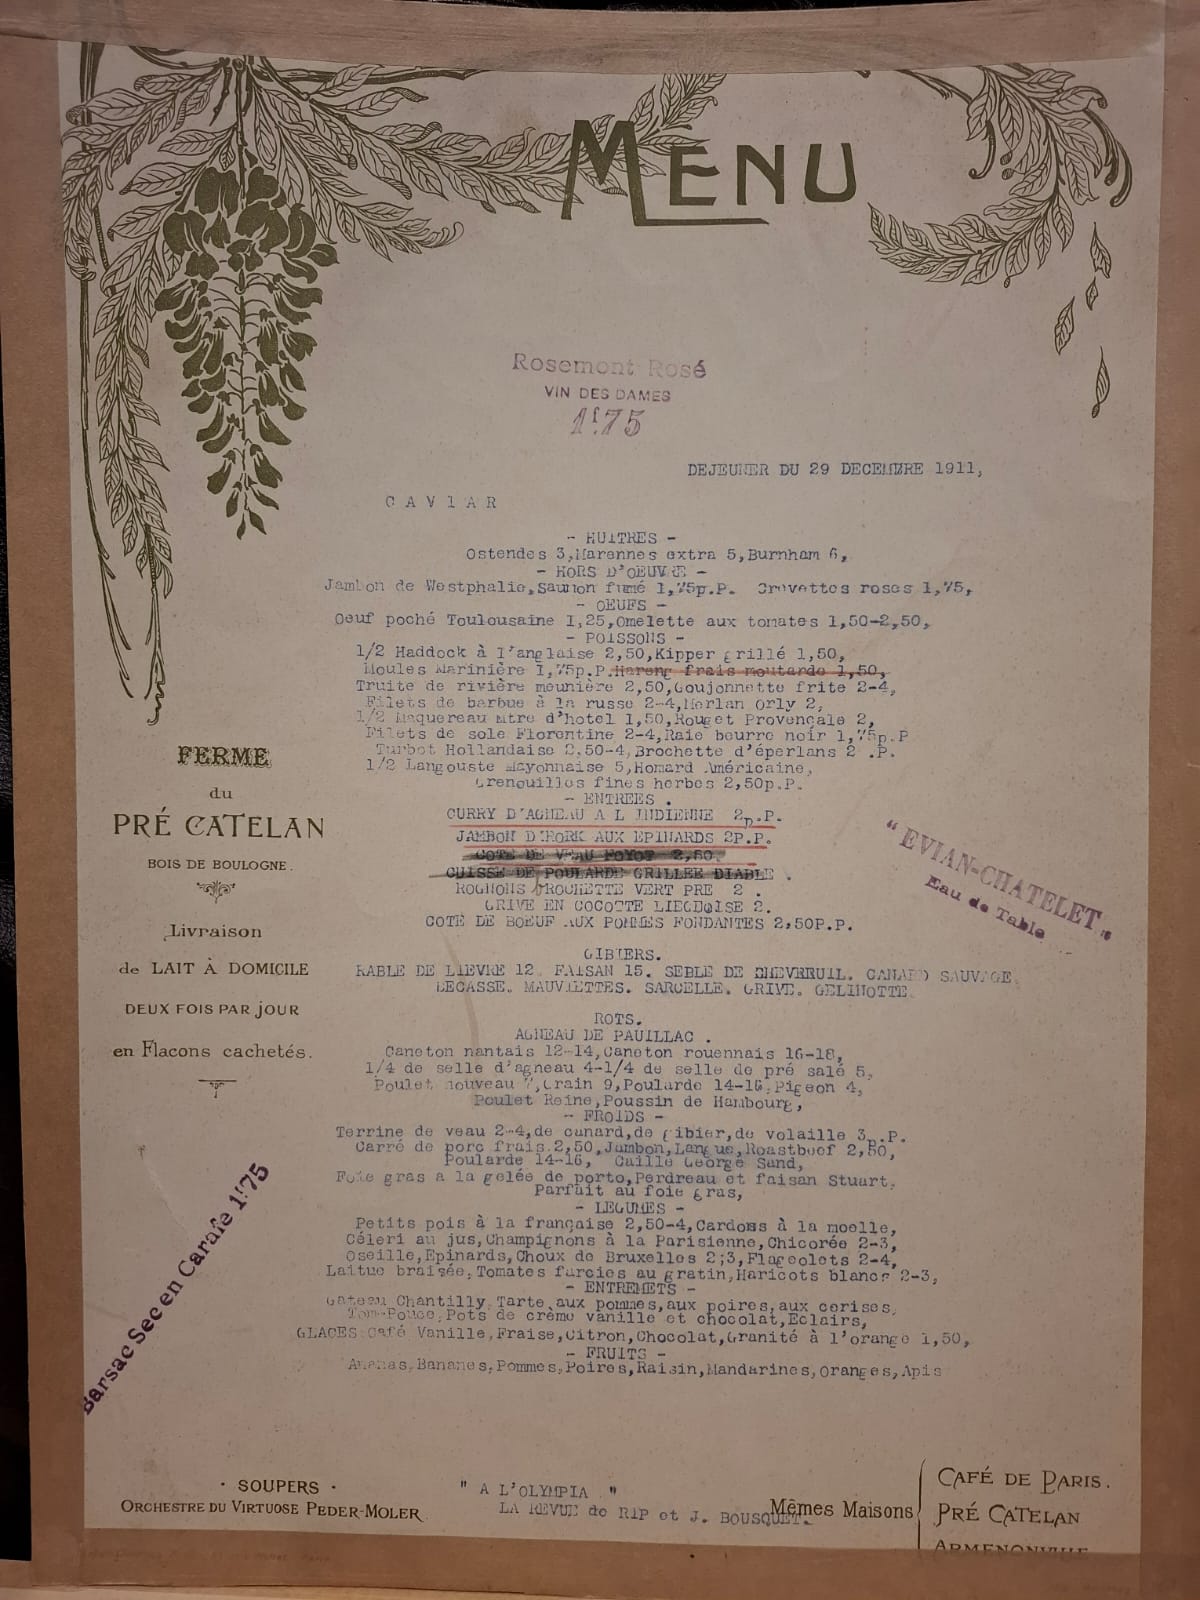 MENU
Rosemont Rosé
VIN DES DAMES
1f.75
DEJEUNER DU 29 DECEMBRE 1911,
CAVIAR
- HUITRES -
Ostendes 3,Marennes extra 5,Burnham 6,
- HORS D'OEUVRE -
Jambon de Westphalie,Saumon fumé 1,75p.P. Crevettes roses 1,75,
- OEUFS -
Oeuf poché Toulousaine 1,25,Omelette aux tomates 1,50-2,50,
- POISSONS -
1/2 Haddock à l'anglaise 2,50,Kipper grillé 1,50,
Moules Marinière 1,75p.P.Hareng frais moutarde 1,50,
Truite de rivière meunière 2,50,Goujonnette frite 2-4,
Filets de barbue à la russe 2-4,Merlan Orly 2,
1/2 Maquereau Mtre d'hotel 1,50,Rouget Provençale 2,
Filets de sole Florentine 2-4,Raie beurre noir 1,75p.P
Turbot Hollandaise 2,50-4,Brochette d'éperlans 2 .P.
1/2 Langouste Mayonnaise 5,Homard Américaine,
Grenouilles fines herbes 2,50p.P.
- ENTREES .
CURRY D'AGNEAU A L INDIENNE 2p.P.
JAMBON D'YORK AUX EPINARDS 2P.P.
COTE DE VEAU FOYOT 2,50.
CUISSE DE POULARDE GRILLEE DIABLE .
ROGNONS BROCHETTE VERT PRE 2 .
GRIVE EN COCOTTE LIEGOISE 2.
COTE DE BOEUF AUX POMMES FONDANTES 2,50P.P.
GIBIERS.
RABLE DE LIEVRE 12. FAISAN 15. SEBLE DE CHEVREUIL. CANARD SAUVAGE.
BECASSE. MAUVIETTES. SARCELLE. GRIVE. GELINOTTE.
ROTS.
AGNEAU DE PAUILLAC .
Caneton nantais 12-14,Caneton rouennais 16-18,
1/4 de selle d'agneau 4-1/4 de selle de pré salé 5,
Poulet nouveau 7,Grain 9,Poularde 14-16,Pigeon 4,
Poulet Reine,Poussin de Hambourg,
- FROIDS -
Terrine de veau 2-4,de canard,de gibier,de volaille 3p.P.
Carré de porc frais 2,50,Jambon,Langue,Roastbeef 2,50,
Poularde 14-16, Caille George Sand,
Foie gras a la gelée de porto,Perdreau et faisan Stuart,
Parfait au foie gras,
- LEGUMES -
Petits pois à la française 2,50-4,Cardons à la moelle,
Céleri au jus,Champignons à la Parisienne,Chicorée 2-3,
Oseille,Epinards,Choux de Bruxelles 2;3,Flageolets 2-4,
Laitue braisée,Tomates farcies au gratin,Haricots blancs 2-3,
- ENTREMETS -
Gateau Chantilly,Tarte aux pommes,aux poires,aux cerises,
Tom-Pouce,Pots de crème vanille et chocolat,Eclairs,
GLACES Café Vanille,Fraise,Citron,Chocolat,Granité à l'orange 1,50,
- FRUITS -
Ananas,Bananes,Pommes,Poires,Raisin,Mandarines,Oranges,Apis
FERME
du
PRÉ CATELAN
BOIS DE BOULOGNE.
Livraison
de LAIT À DOMICILE
DEUX FOIS PAR JOUR
en Flacons cachetés.
"EVIAN-CHATELET"
Eau de Table
Barsac Sec en Carafe 1f.75
· SOUPERS ·
ORCHESTRE DU VIRTUOSE PEDER-MOLER
" A L'OLYMPIA "
LA REVUE de RIP et J. BOUSQUET.
Mêmes Maisons
CAFÉ DE PARIS.
PRÉ CATELAN
ARMENONVILLE